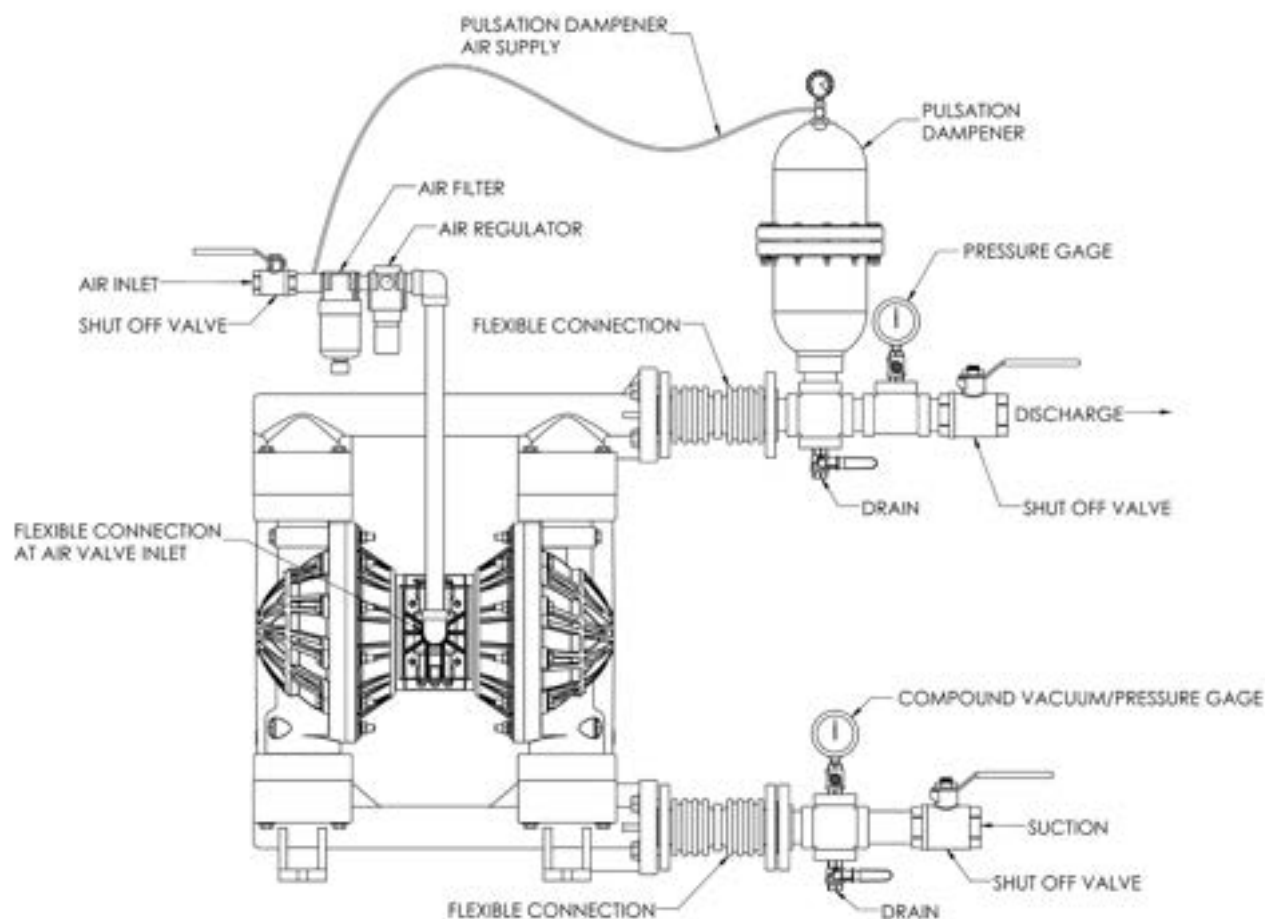 PULSATION DAMPENER
AIR SUPPLY
PULSATION
DAMPENER
AIR FILTER
AIR REGULATOR
PRESSURE GAGE
AIR INLET
SHUT OFF VALVE
FLEXIBLE CONNECTION
DISCHARGE
DRAIN
SHUT OFF VALVE
FLEXIBLE CONNECTION
AT AIR VALVE INLET
COMPOUND VACUUM/PRESSURE GAGE
SUCTION
SHUT OFF VALVE
FLEXIBLE CONNECTION
DRAIN